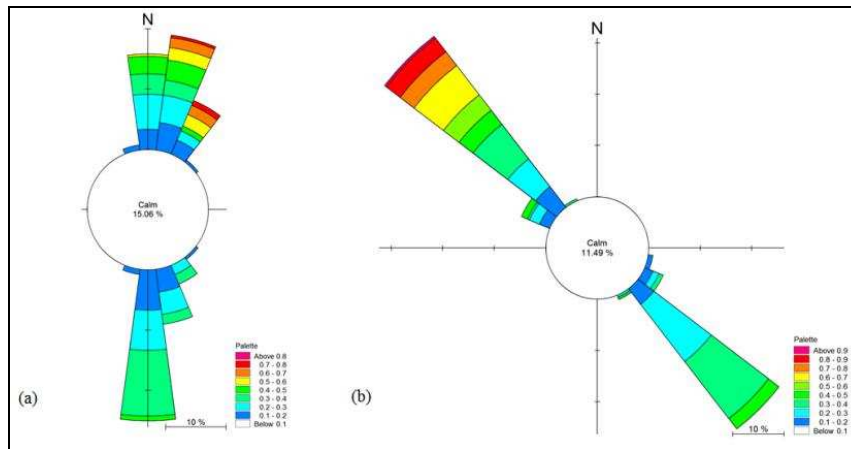 N
Calm
15.06 %
Palette
Above 0.8
0.7 - 0.8
0.6 - 0.7
0.5 - 0.6
0.4 - 0.5
0.3 - 0.4
0.2 - 0.3
0.1 - 0.2
Below 0.1
10 %
(a)
N
Calm
11.49 %
Palette
Above 0.9
0.8 - 0.9
0.7 - 0.8
0.6 - 0.7
0.5 - 0.6
0.4 - 0.5
0.3 - 0.4
0.2 - 0.3
0.1 - 0.2
Below 0.1
10 %
(b)